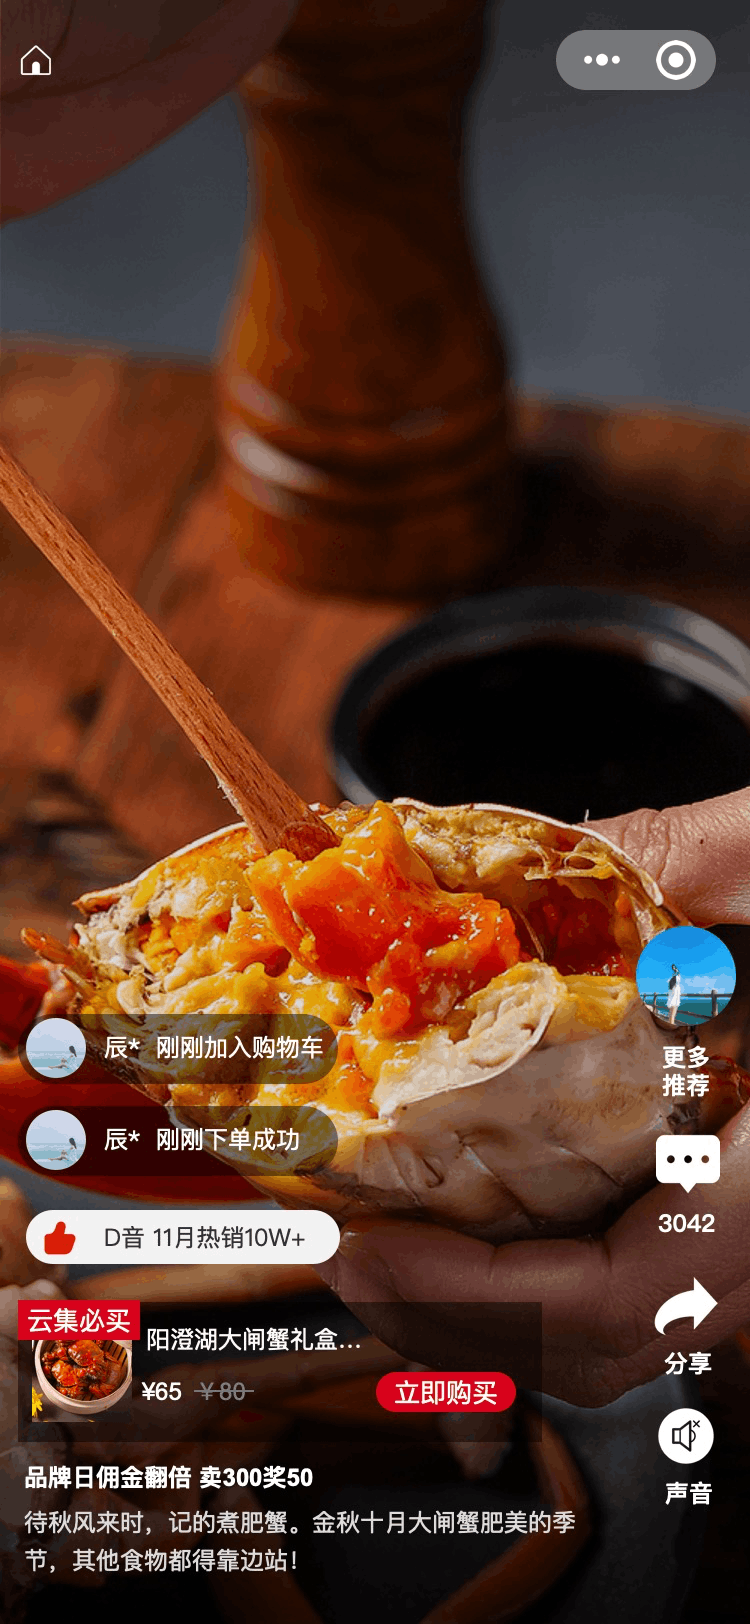 更多
推荐
辰* 刚刚加入购物车
辰* 刚刚下单成功
3042
D音 11月热销10W+
云集必买
阳澄湖大闸蟹礼盒...
¥65 ¥80
立即购买
分享
声音
品牌日佣金翻倍 卖300奖50
待秋风来时，记的煮肥蟹。金秋十月大闸蟹肥美的季
节，其他食物都得靠边站！